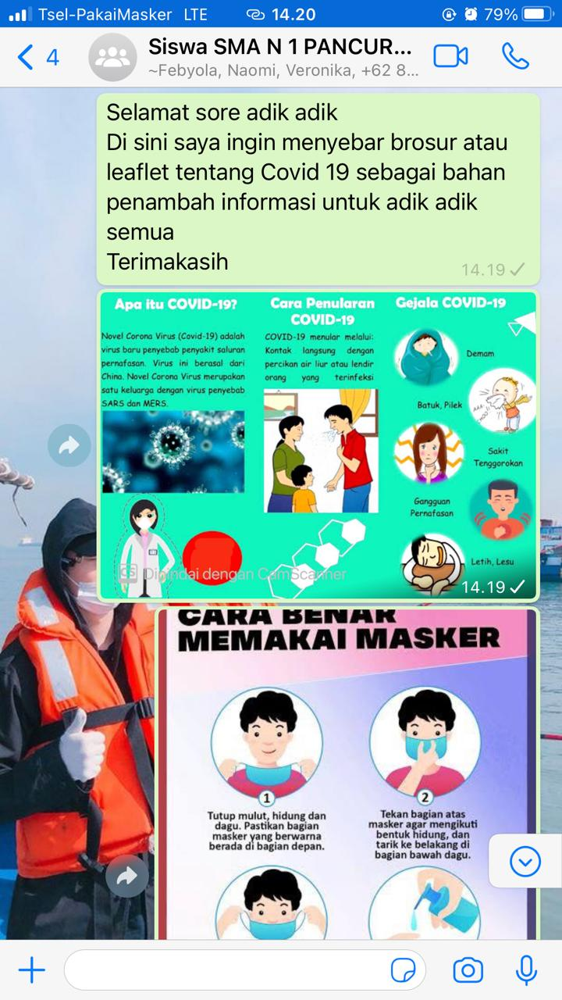 Tsel-PakaiMasker LTE 14.20 79%
4
Siswa SMA N 1 PANCUR...
~Febyola, Naomi, Veronika, +62 8...
Selamat sore adik adik
Di sini saya ingin menyebar brosur atau
leaflet tentang Covid 19 sebagai bahan
penambah informasi untuk adik adik
semua
Terimakasih
14.19
Apa itu COVID-19?
Novel Corona Virus (Covid-19) adalah
virus baru penyebab penyakit saluran
pernafasan. Virus ini berasal dari
China. Novel Corona Virus merupakan
satu keluarga dengan virus penyebab
SARS dan MERS.
Cara Penularan
COVID-19
COVID-19 menular melalui:
Kontak langsung dengan
percikan air liur atau lendir
orang yang terinfeksi
Gejala COVID-19
Demam
Batuk, Pilek
Sakit
Tenggorokan
Gangguan
Pernafasan
Letih, Lesu
CS Dipindai dengan CamScanner
14.19
CARA BENAR
MEMAKAI MASKER
1
Tutup mulut, hidung dan
dagu. Pastikan bagian
masker yang berwarna
berada di bagian depan.
2
Tekan bagian atas
masker agar mengikuti
bentuk hidung, dan
tarik ke belakang di
bagian bawah dagu.